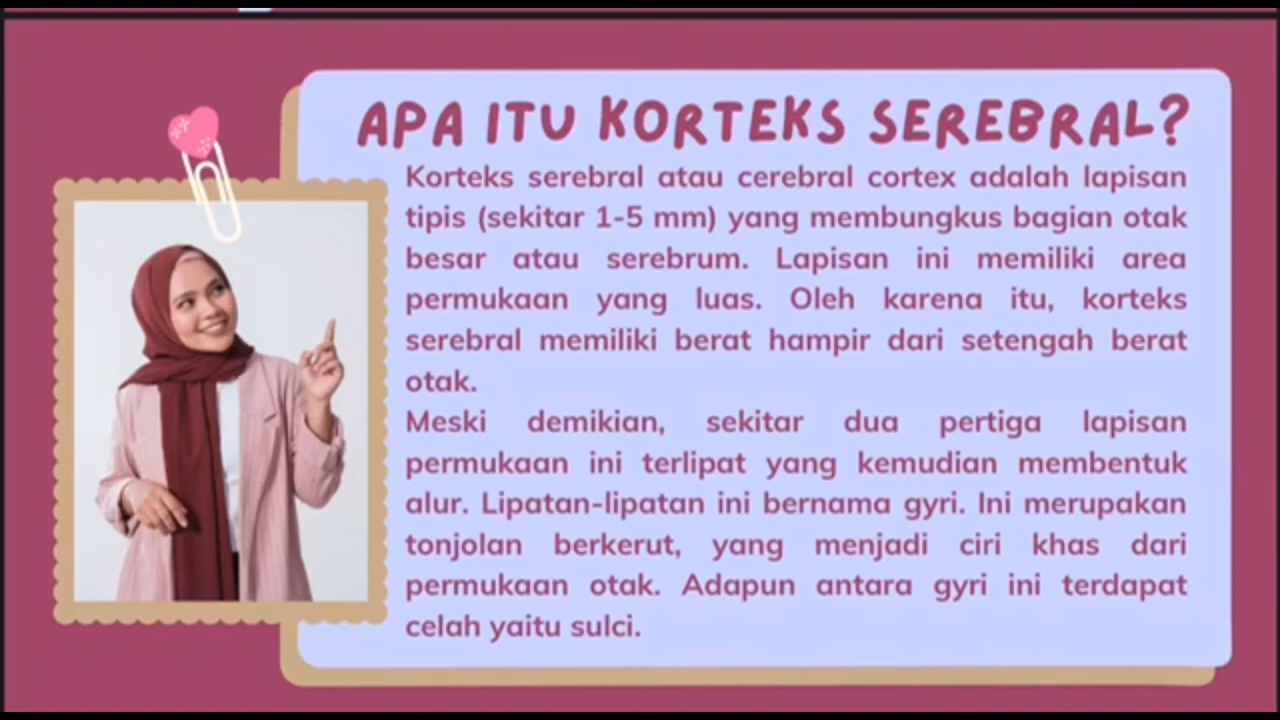 APA ITU KORTEKS SEREBRAL?
Korteks serebral atau cerebral cortex adalah lapisan
tipis (sekitar 1-5 mm) yang membungkus bagian otak
besar atau serebrum. Lapisan ini memiliki area
permukaan yang luas. Oleh karena itu, korteks
serebral memiliki berat hampir dari setengah berat
otak.
Meski demikian, sekitar dua pertiga lapisan
permukaan ini terlipat yang kemudian membentuk
alur. Lipatan-lipatan ini bernama gyri. Ini merupakan
tonjolan berkerut, yang menjadi ciri khas dari
permukaan otak. Adapun antara gyri ini terdapat
celah yaitu sulci.